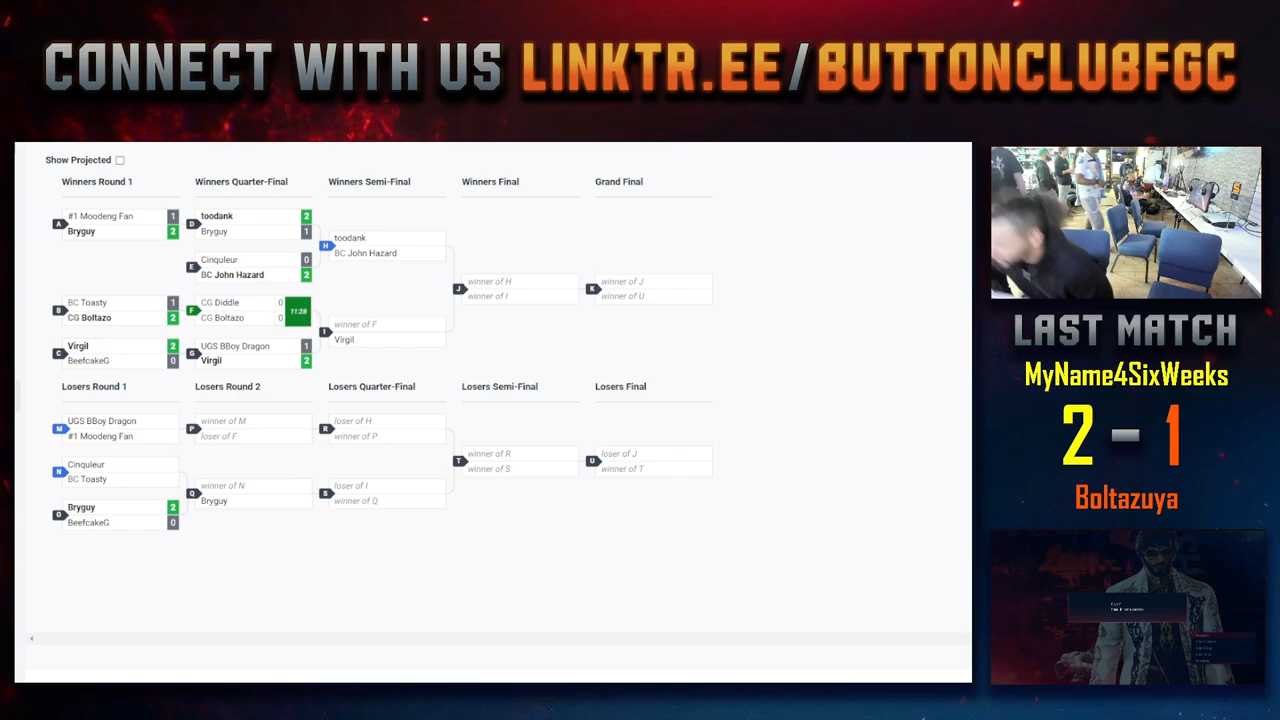 CONNECT WITH US LINKTR.EE/BUTTONCLUBFGC
Show Projected
Winners Round 1
Winners Quarter-Final
Winners Semi-Final
Winners Final
Grand Final
A
#1 Moodeng Fan 1
Bryguy 2
D
toodank 2
Bryguy 1
H
toodank
BC John Hazard
E
Cinquleur 0
BC John Hazard 2
J
winner of H
winner of I
K
winner of J
winner of U
B
BC Toasty 1
CG Boltazo 2
F
CG Diddle 0
CG Boltazo 0
11:28
I
winner of F
Virgil
C
Virgil 2
BeefcakeG 0
G
UGS BBoy Dragon 1
Virgil 2
Losers Round 1
Losers Round 2
Losers Quarter-Final
Losers Semi-Final
Losers Final
M
UGS BBoy Dragon
#1 Moodeng Fan
P
winner of M
loser of F
R
loser of H
winner of P
N
Cinquleur
BC Toasty
T
winner of R
winner of S
U
loser of J
winner of T
Q
winner of N
Bryguy
S
loser of I
winner of Q
O
Bryguy 2
BeefcakeG 0
LAST MATCH
MyName4SixWeeks
2 - 1
Boltazuya